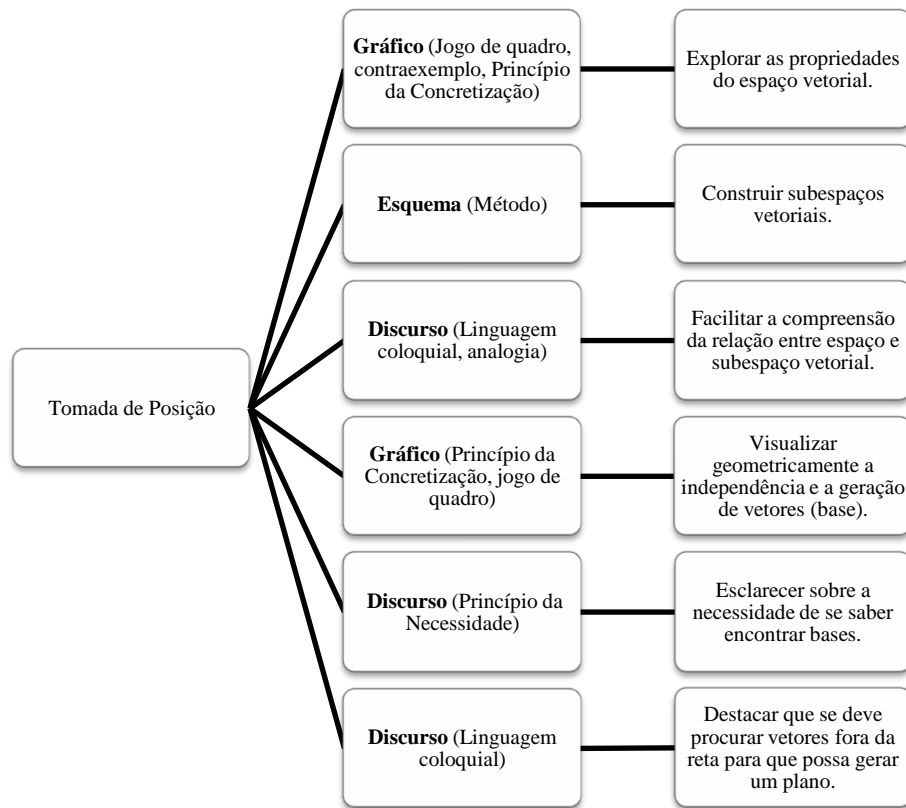 Gráfico (Jogo de quadro,
contraexemplo, Princípio
da Concretização)
Explorar as propriedades
do espaço vetorial.
Esquema (Método)
Construir subespaços
vetoriais.
Discurso (Linguagem
coloquial, analogia)
Facilitar a compreensão
da relação entre espaço e
subespaço vetorial.
Tomada de Posição
Gráfico (Princípio da
Concretização, jogo de
quadro)
Visualizar
geometricamente a
independência e a geração
de vetores (base).
Discurso (Princípio da
Necessidade)
Esclarecer sobre a
necessidade de se saber
encontrar bases.
Discurso (Linguagem
coloquial)
Destacar que se deve
procurar vetores fora da
reta para que possa gerar
um plano.